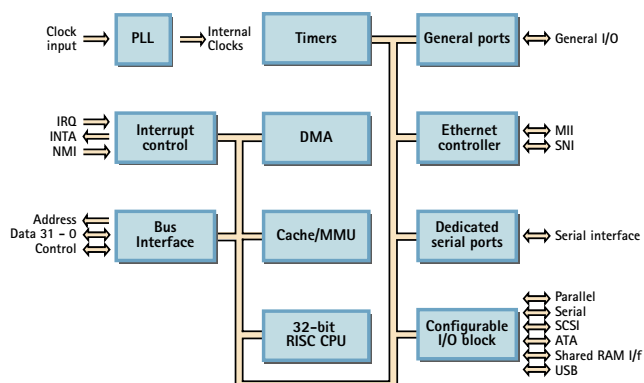 Clock
input
PLL
Internal
Clocks
Timers
General ports
General I/O
IRQ
INTA
NMI
Interrupt
control
DMA
Ethernet
controller
MII
SNI
Address
Data 31 - 0
Control
Bus
Interface
Cache/MMU
Dedicated
serial ports
Serial interface
32-bit
RISC CPU
Configurable
I/O block
Parallel
Serial
SCSI
ATA
Shared RAM I/f
USB